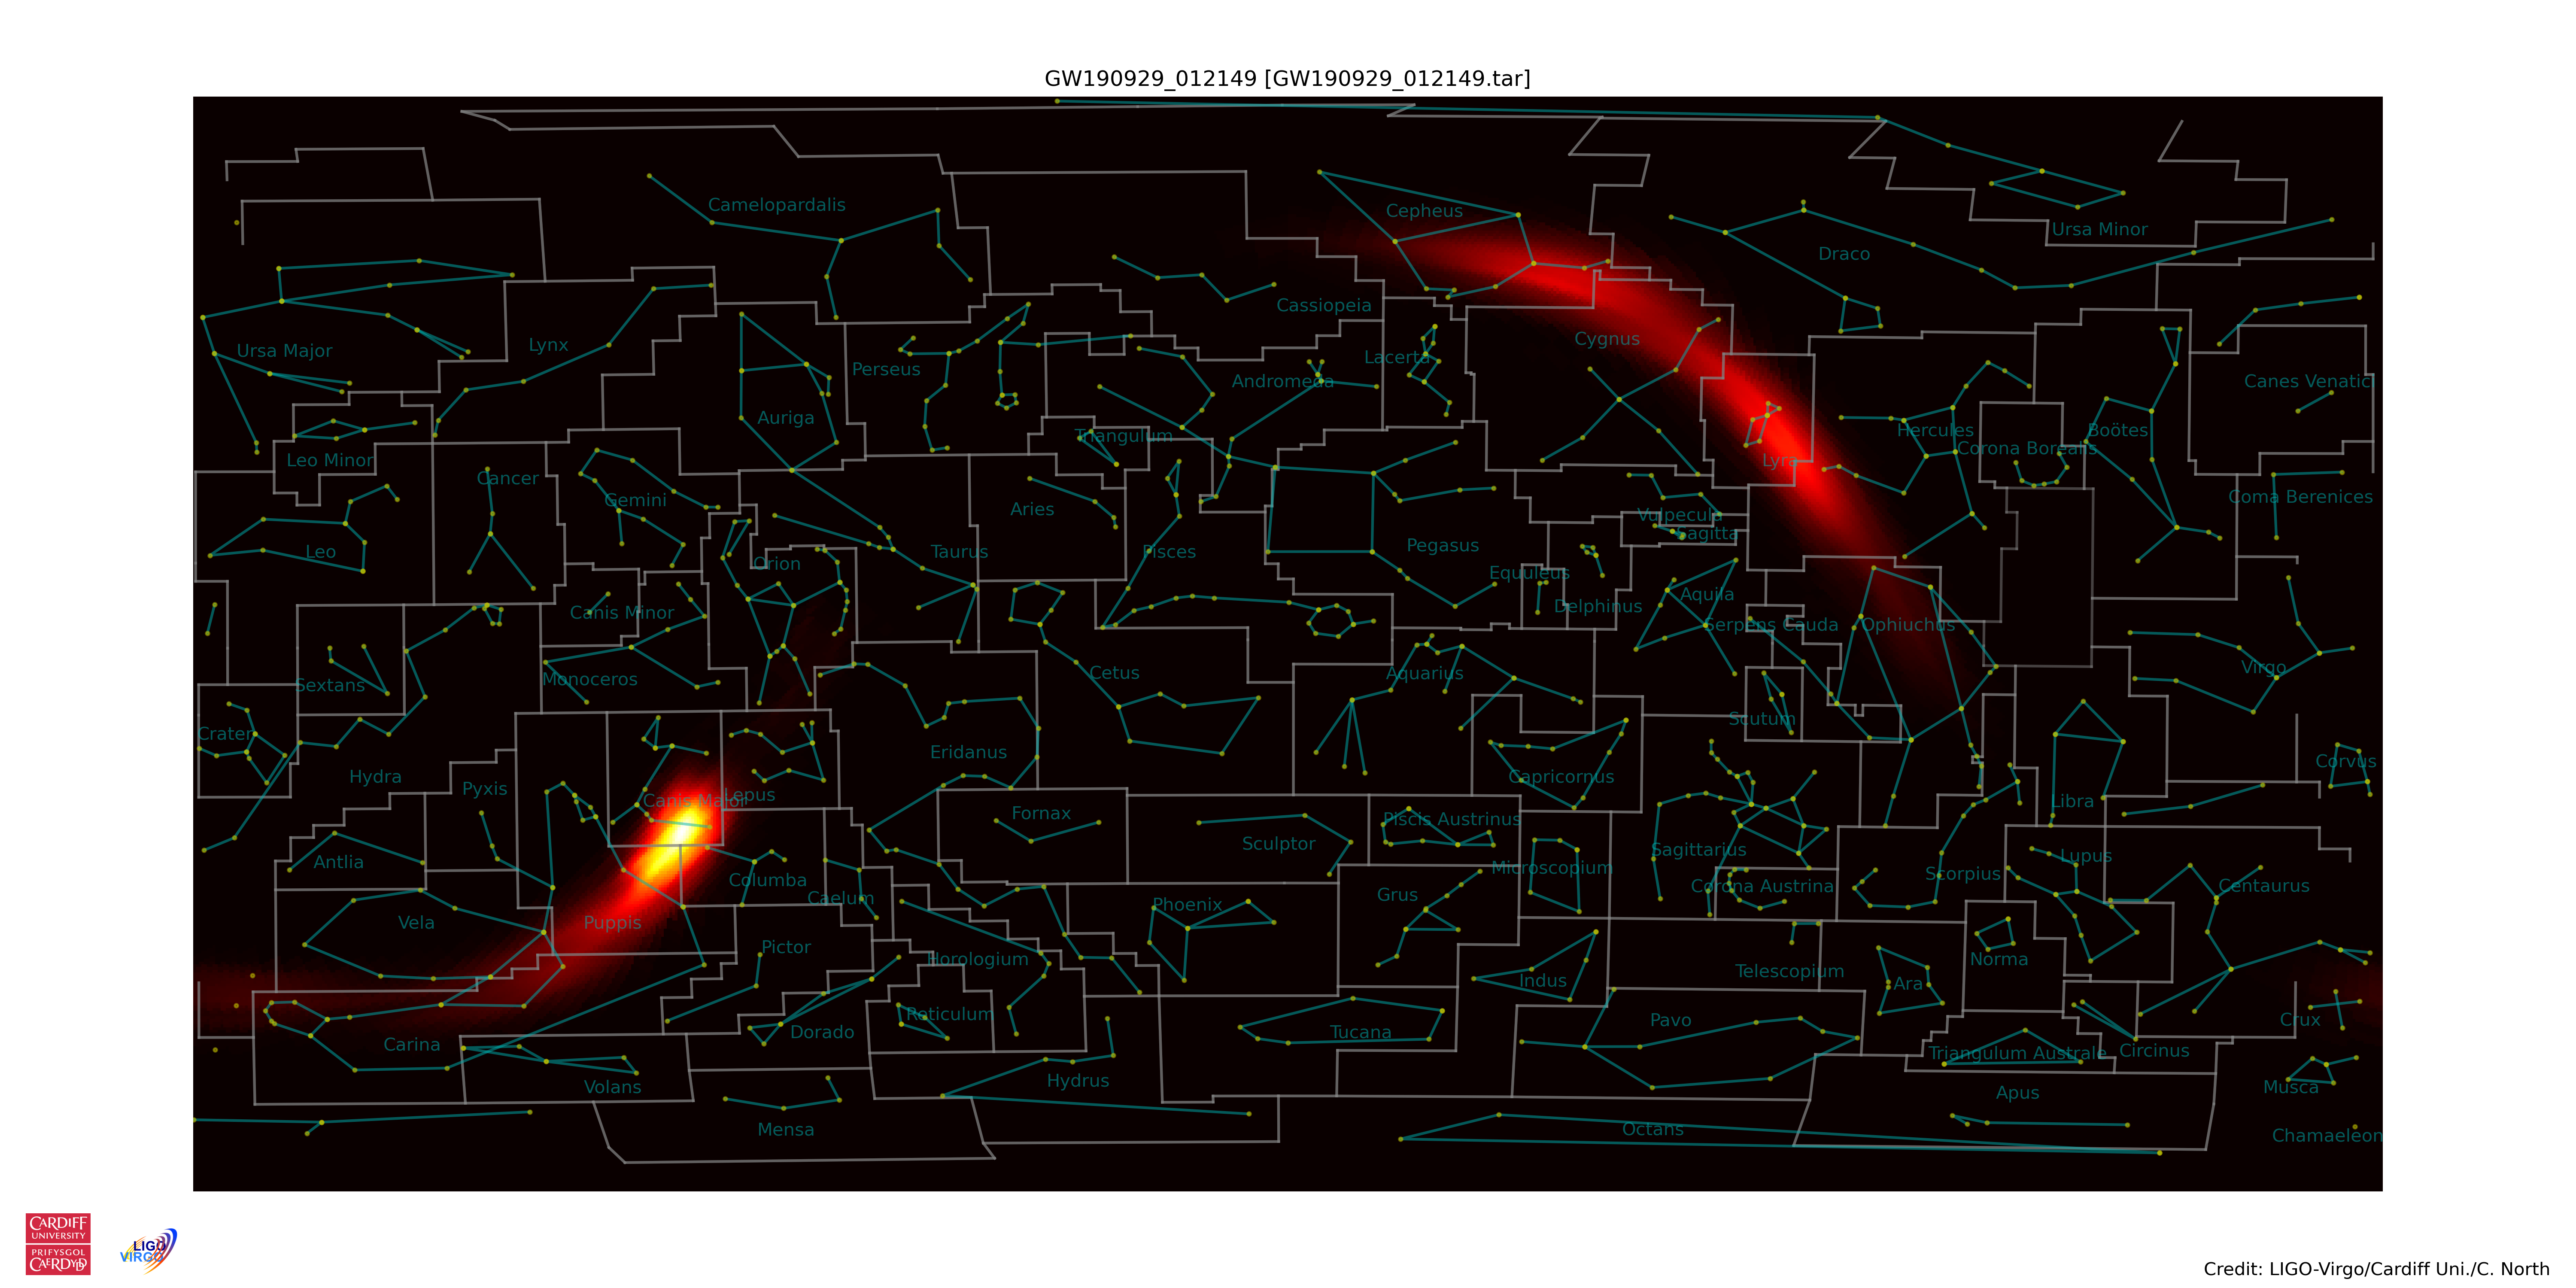 GW190929_012149 [GW190929_012149.tar]
Camelopardalis
Cepheus
Ursa Minor
Draco
Cassiopeia
Cygnus
Lynx
Ursa Major
Lacerta
Perseus
Andromeda
Canes Venatici
Auriga
Hercules
Boötes
Triangulum
Corona Borealis
Leo Minor
Lyra
Cancer
Gemini
Coma Berenices
Aries
Vulpecula
Sagitta
Pegasus
Leo
Taurus
Pisces
Orion
Equuleus
Aquila
Delphinus
Canis Minor
Serpens Cauda
Ophiuchus
Virgo
Cetus
Aquarius
Monoceros
Sextans
Scutum
Crater
Eridanus
Corvus
Hydra
Capricornus
Pyxis
Lepus
Canis Major
Libra
Fornax
Piscis Austrinus
Sculptor
Sagittarius
Lupus
Antlia
Microscopium
Scorpius
Columba
Corona Austrina
Centaurus
Grus
Caelum
Phoenix
Vela
Puppis
Pictor
Horologium
Norma
Telescopium
Indus
Ara
Reticulum
Pavo
Crux
Dorado
Tucana
Carina
Circinus
Triangulum Australe
Hydrus
Volans
Musca
Apus
Mensa
Octans
Chamaeleon
CARDIFF
UNIVERSITY
PRIFYSGOL
CAERDYDD
LIGO
VIRGO
Credit: LIGO-Virgo/Cardiff Uni./C. North